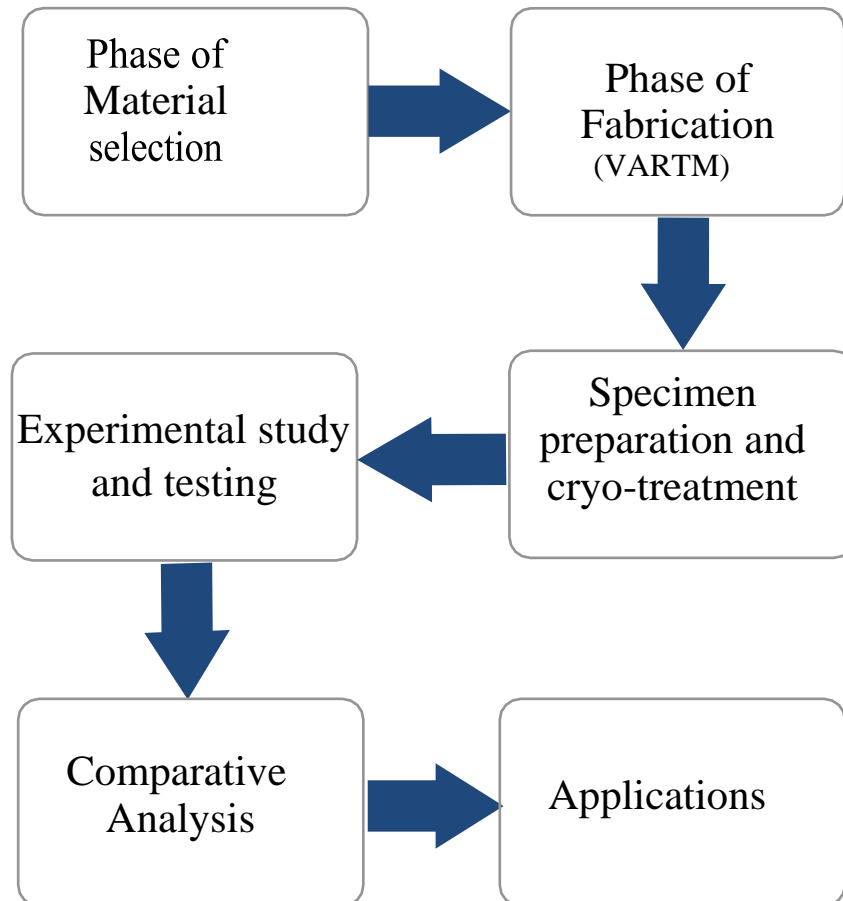 Phase of
Material
selection
Phase of
Fabrication
(VARTM)
Specimen
preparation and
cryo-treatment
Experimental study
and testing
Comparative
Analysis
Applications